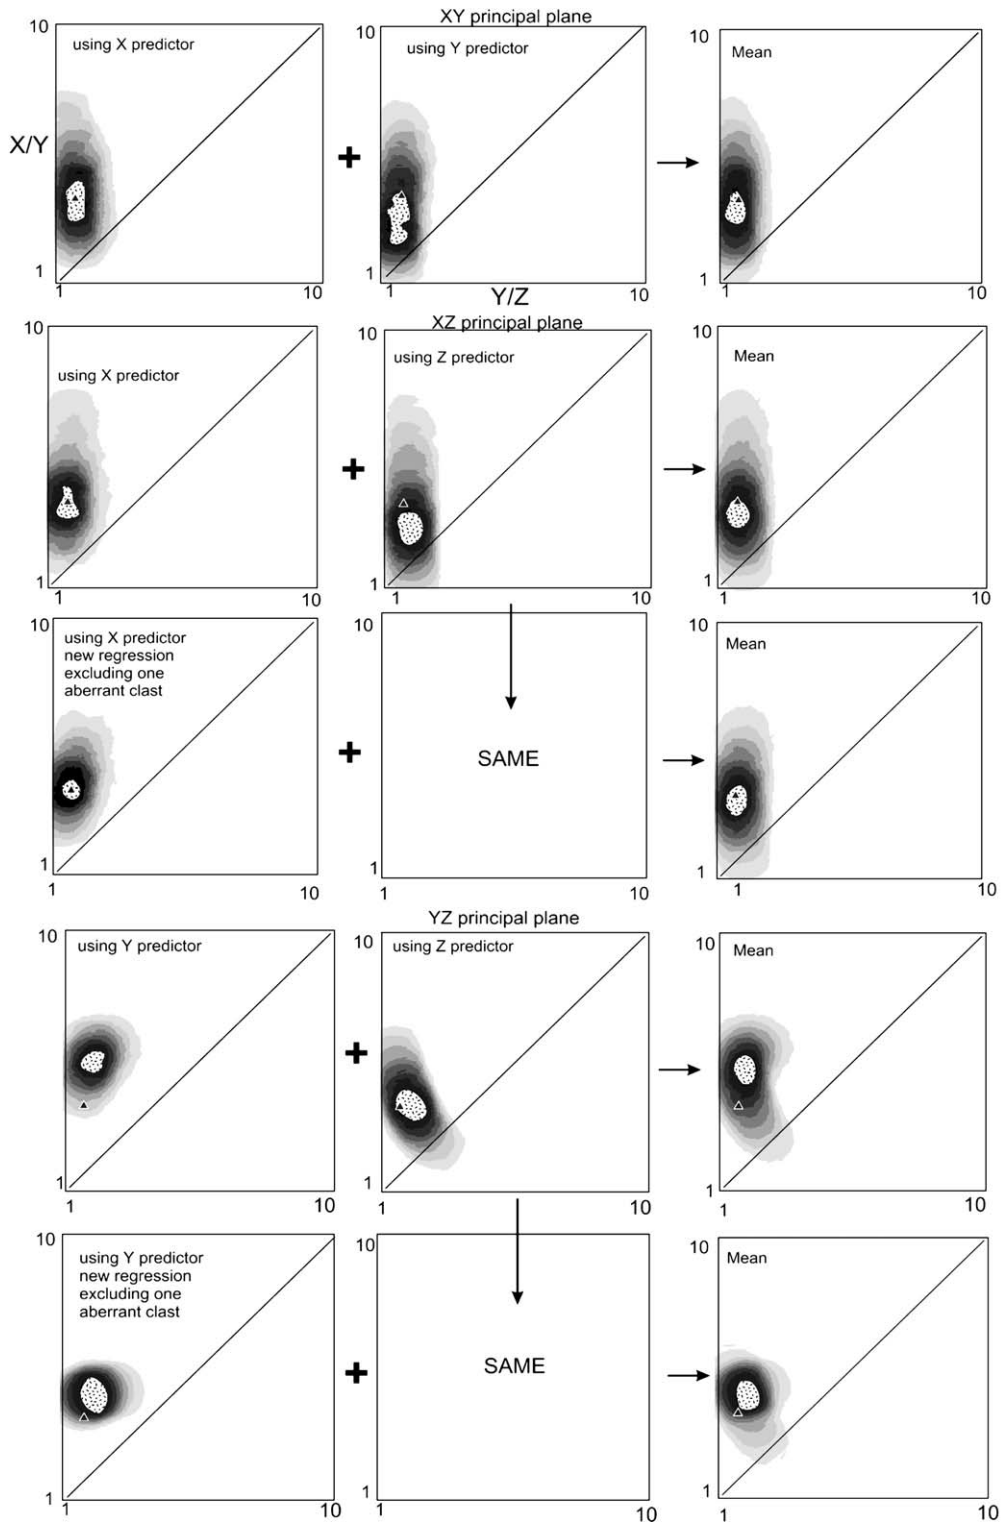 XY principal plane
10
using X predictor
X/Y
1
1
10
+
10
using Y predictor
1
1
10
Y/Z
10
Mean
1
1
10
XZ principal plane
10
using X predictor
1
1
10
+
10
using Z predictor
1
1
10
10
Mean
1
1
10
10
using X predictor
new regression
excluding one
aberrant clast
1
1
10
+
10
SAME
1
1
10
10
Mean
1
1
10
YZ principal plane
10
using Y predictor
1
1
10
+
10
using Z predictor
1
1
10
10
Mean
1
1
10
10
using Y predictor
new regression
excluding one
aberrant clast
1
1
10
+
10
SAME
1
1
10
10
Mean
1
1
10